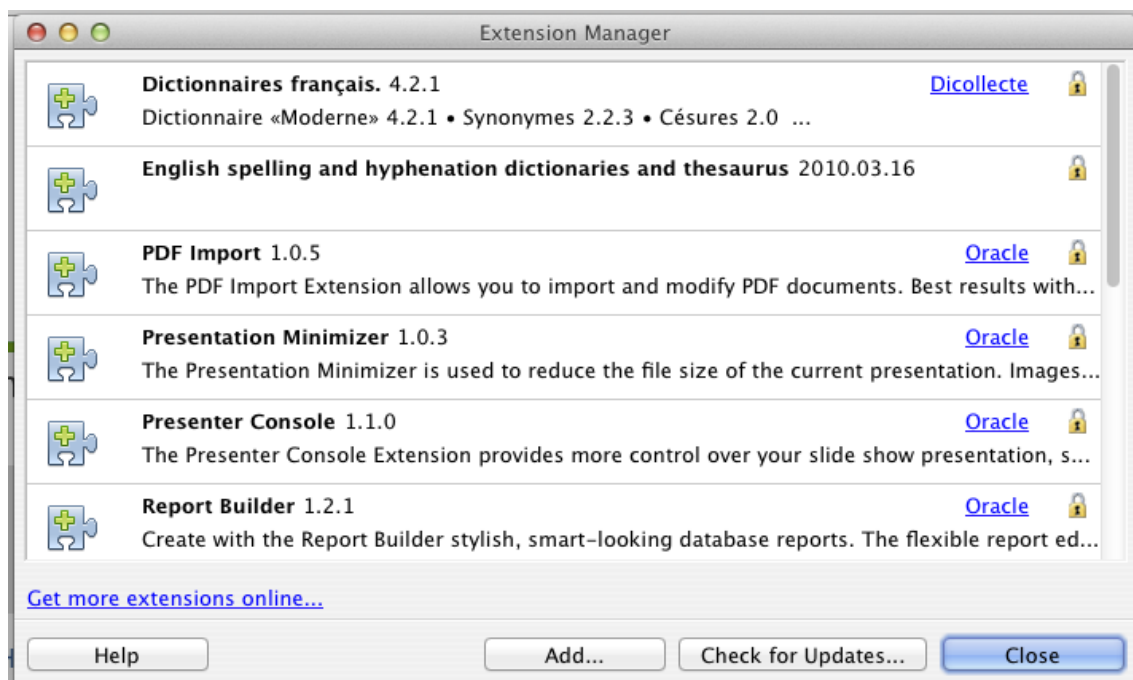 Extension Manager
Dictionnaires français. 4.2.1 Dicollecte
Dictionnaire «Moderne» 4.2.1 • Synonymes 2.2.3 • Césures 2.0 ...
English spelling and hyphenation dictionaries and thesaurus 2010.03.16
PDF Import 1.0.5 Oracle
The PDF Import Extension allows you to import and modify PDF documents. Best results with...
Presentation Minimizer 1.0.3 Oracle
The Presentation Minimizer is used to reduce the file size of the current presentation. Images...
Presenter Console 1.1.0 Oracle
The Presenter Console Extension provides more control over your slide show presentation, s...
Report Builder 1.2.1 Oracle
Create with the Report Builder stylish, smart-looking database reports. The flexible report ed...
Get more extensions online...
Help Add... Check for Updates... Close